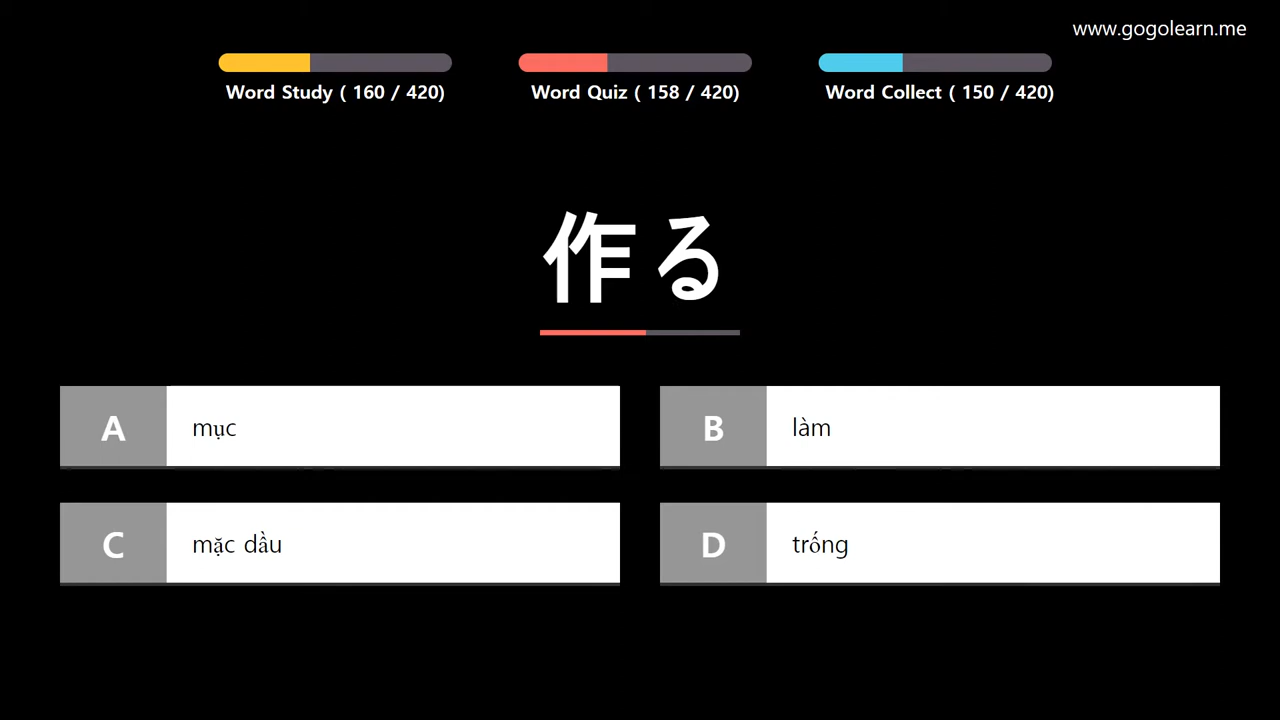 www.gogolearn.me
Word Study ( 160 / 420)
Word Quiz ( 158 / 420)
Word Collect ( 150 / 420)
作る
A mục
B làm
C mặc dầu
D trống